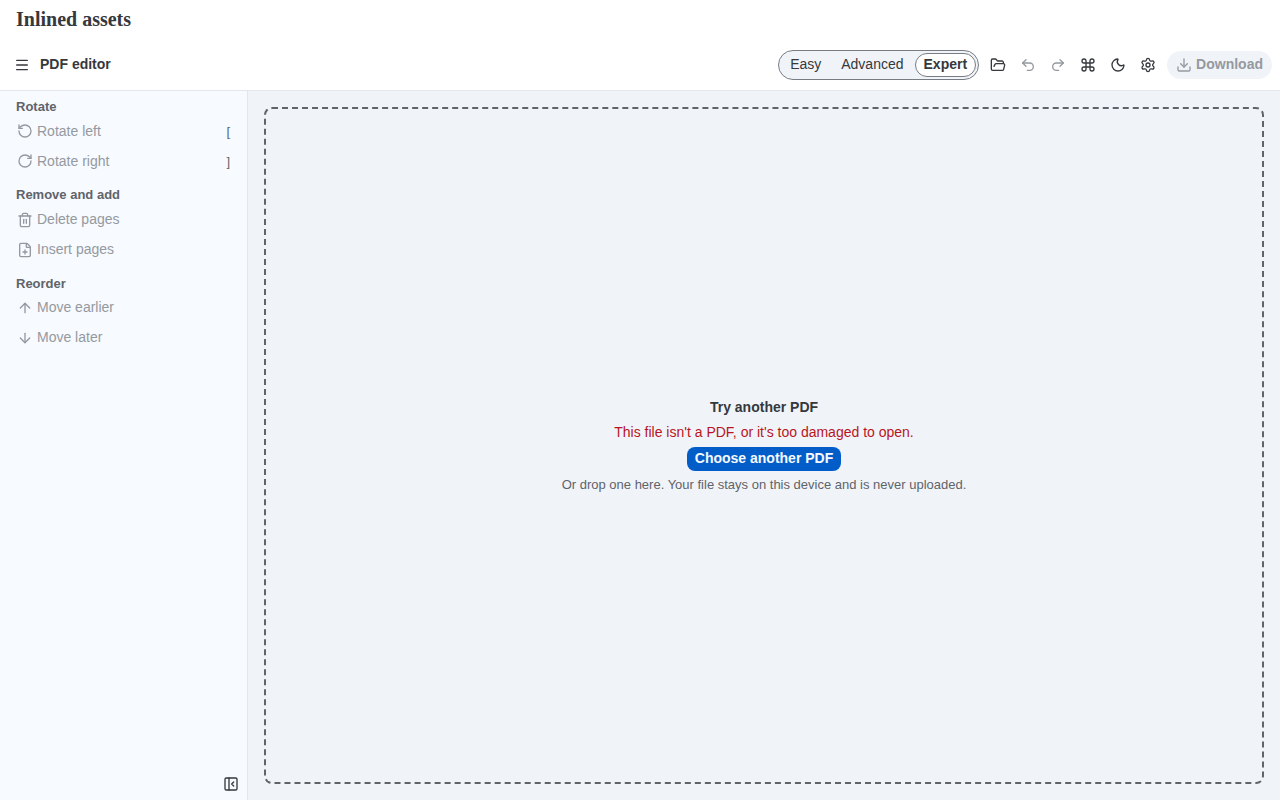 Inlined assets
PDF editor
Easy Advanced Expert
Download
Rotate
Rotate left [
Rotate right ]
Remove and add
Delete pages
Insert pages
Reorder
Move earlier
Move later
Try another PDF
This file isn't a PDF, or it's too damaged to open.
Choose another PDF
Or drop one here. Your file stays on this device and is never uploaded.